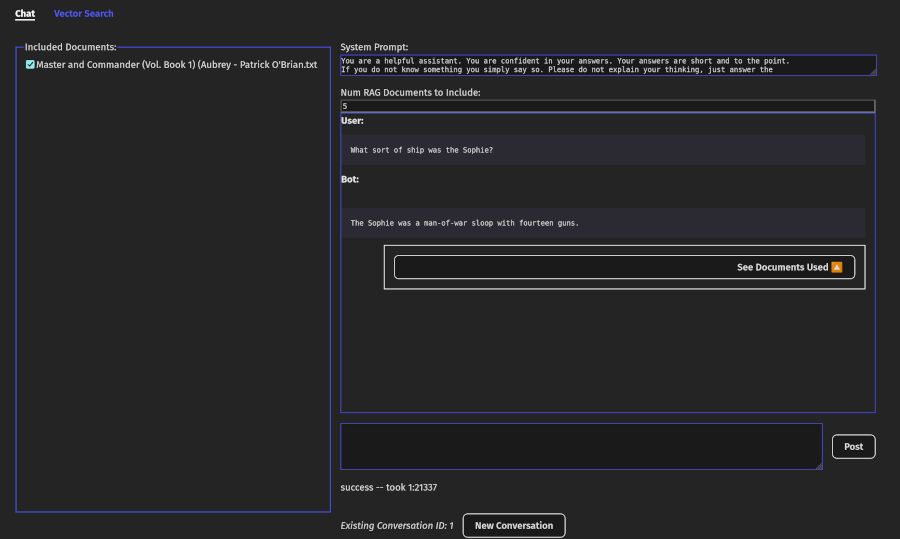 Chat
Vector Search
Included Documents:
Master and Commander (Vol. Book 1) (Aubrey - Patrick O'Brian.txt
System Prompt:
You are a helpful assistant. You are confident in your answers. Your answers are short and to the point.
If you do not know something you simply say so. Please do not explain your thinking, just answer the
Num RAG Documents to Include:
5
User:
What sort of ship was the Sophie?
Bot:
The Sophie was a man-of-war sloop with fourteen guns.
See Documents Used
Post
success -- took 1:21337
Existing Conversation ID: 1
New Conversation